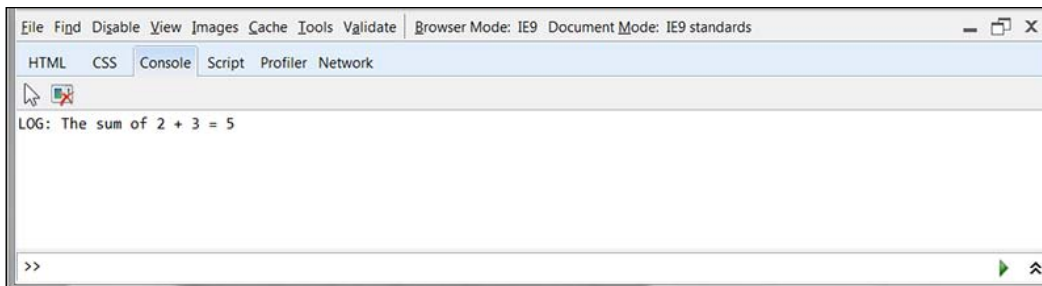 File Find Disable View Images Cache Tools Validate Browser Mode: IE9 Document Mode: IE9 standards
HTML CSS Console Script Profiler Network
LOG: The sum of 2 + 3 = 5
>>